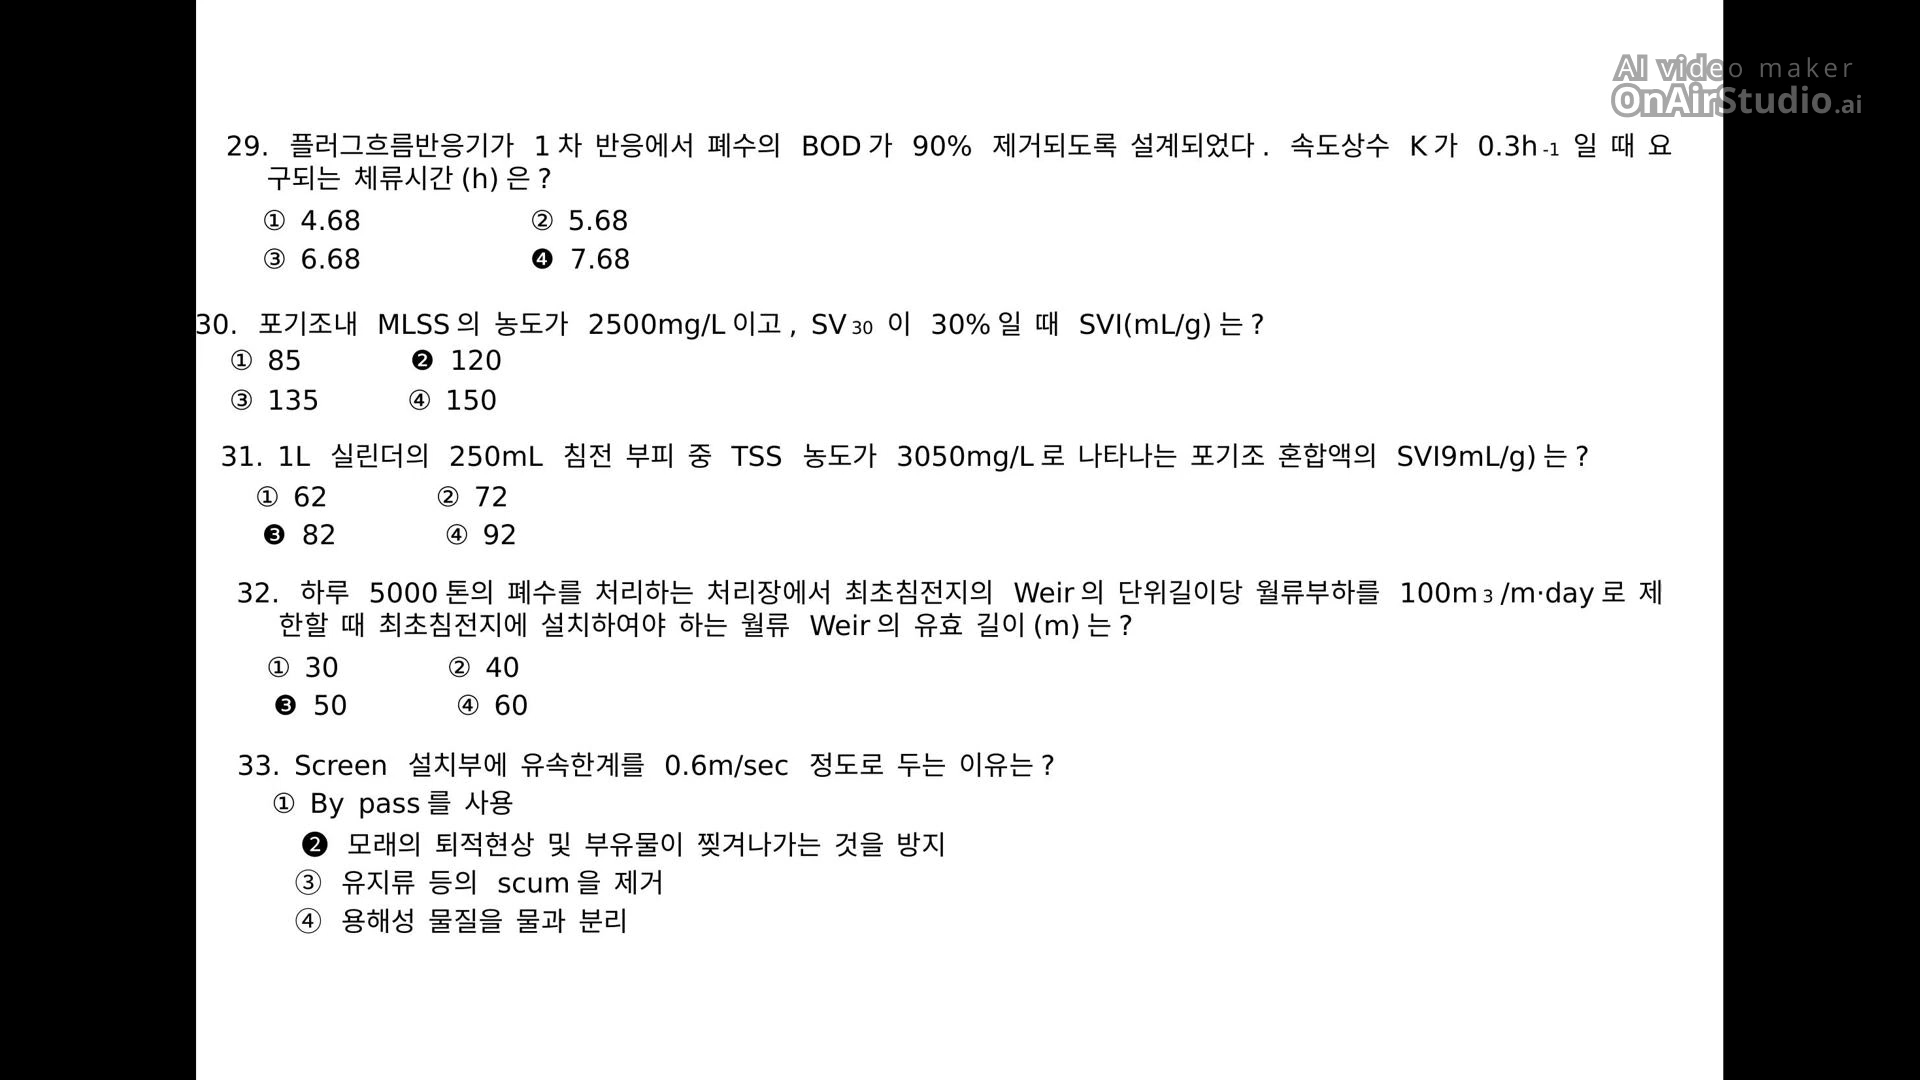 AI video maker
OnAirStudio.ai
29. 플러그흐름반응기가 1차 반응에서 폐수의 BOD가 90% 제거되도록 설계되었다. 속도상수 K가 0.3h-1 일 때 요
구되는 체류시간(h)은?
① 4.68 ② 5.68
③ 6.68 ❹ 7.68
30. 포기조내 MLSS의 농도가 2500mg/L이고, SV30 이 30%일 때 SVI(mL/g)는?
① 85 ❷ 120
③ 135 ④ 150
31. 1L 실린더의 250mL 침전 부피 중 TSS 농도가 3050mg/L로 나타나는 포기조 혼합액의 SVI9mL/g)는?
① 62 ② 72
❸ 82 ④ 92
32. 하루 5000톤의 폐수를 처리하는 처리장에서 최초침전지의 Weir의 단위길이당 월류부하를 100m3/m·day로 제
한할 때 최초침전지에 설치하여야 하는 월류 Weir의 유효 길이(m)는?
① 30 ② 40
❸ 50 ④ 60
33. Screen 설치부에 유속한계를 0.6m/sec 정도로 두는 이유는?
① By pass를 사용
❷ 모래의 퇴적현상 및 부유물이 찢겨나가는 것을 방지
③ 유지류 등의 scum을 제거
④ 용해성 물질을 물과 분리